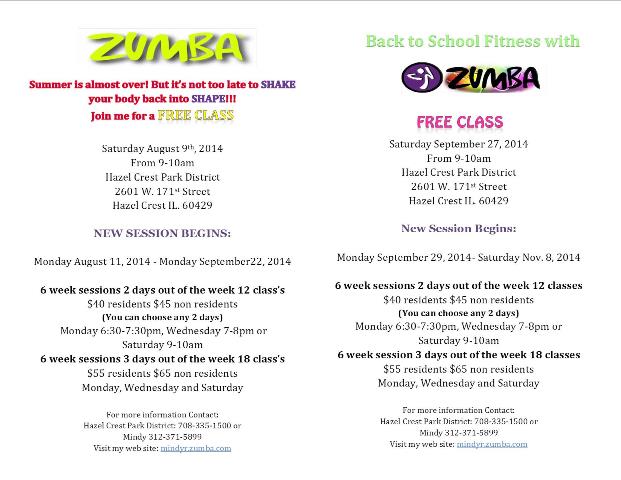 ZUMBA
Summer is almost over! But it's not too late to SHAKE
your body back into SHAPE!!!
Join me for a FREE CLASS
Saturday August 9th, 2014
From 9-10am
Hazel Crest Park District
2601 W. 171st Street
Hazel Crest IL. 60429
NEW SESSION BEGINS:
Monday August 11, 2014 - Monday September22, 2014
6 week sessions 2 days out of the week 12 class's
$40 residents $45 non residents
(You can choose any 2 days)
Monday 6:30-7:30pm, Wednesday 7-8pm or
Saturday 9-10am
6 week sessions 3 days out of the week 18 class's
$55 residents $65 non residents
Monday, Wednesday and Saturday
For more information Contact:
Hazel Crest Park District: 708-335-1500 or
Mindy 312-371-5899
Visit my web site: mindyr.zumba.com
Back to School Fitness with
ZUMBA
FREE CLASS
Saturday September 27, 2014
From 9-10am
Hazel Crest Park District
2601 W. 171st Street
Hazel Crest IL. 60429
New Session Begins:
Monday September 29, 2014- Saturday Nov. 8, 2014
6 week sessions 2 days out of the week 12 classes
$40 residents $45 non residents
(You can choose any 2 days)
Monday 6:30-7:30pm, Wednesday 7-8pm or
Saturday 9-10am
6 week session 3 days out of the week 18 classes
$55 residents $65 non residents
Monday, Wednesday and Saturday
For more information Contact:
Hazel Crest Park District: 708-335-1500 or
Mindy 312-371-5899
Visit my web site: mindyr.zumba.com